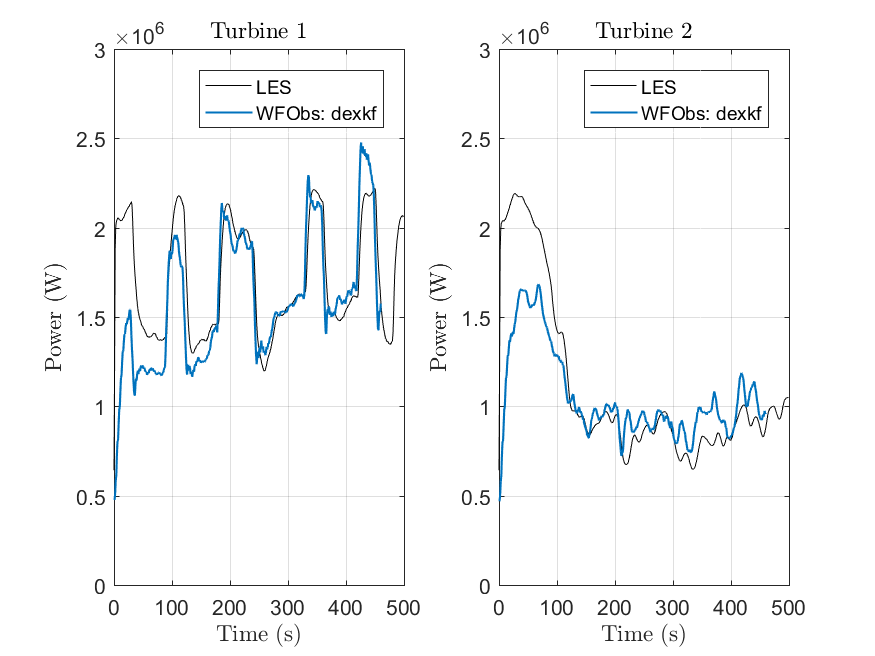 Turbine 1
×10^6
LES
WFObs: dexkf
3
2.5
2
1.5
1
0.5
0
Power (W)
0 100 200 300 400 500
Time (s)
Turbine 2
×10^6
LES
WFObs: dexkf
3
2.5
2
1.5
1
0.5
0
Power (W)
0 100 200 300 400 500
Time (s)